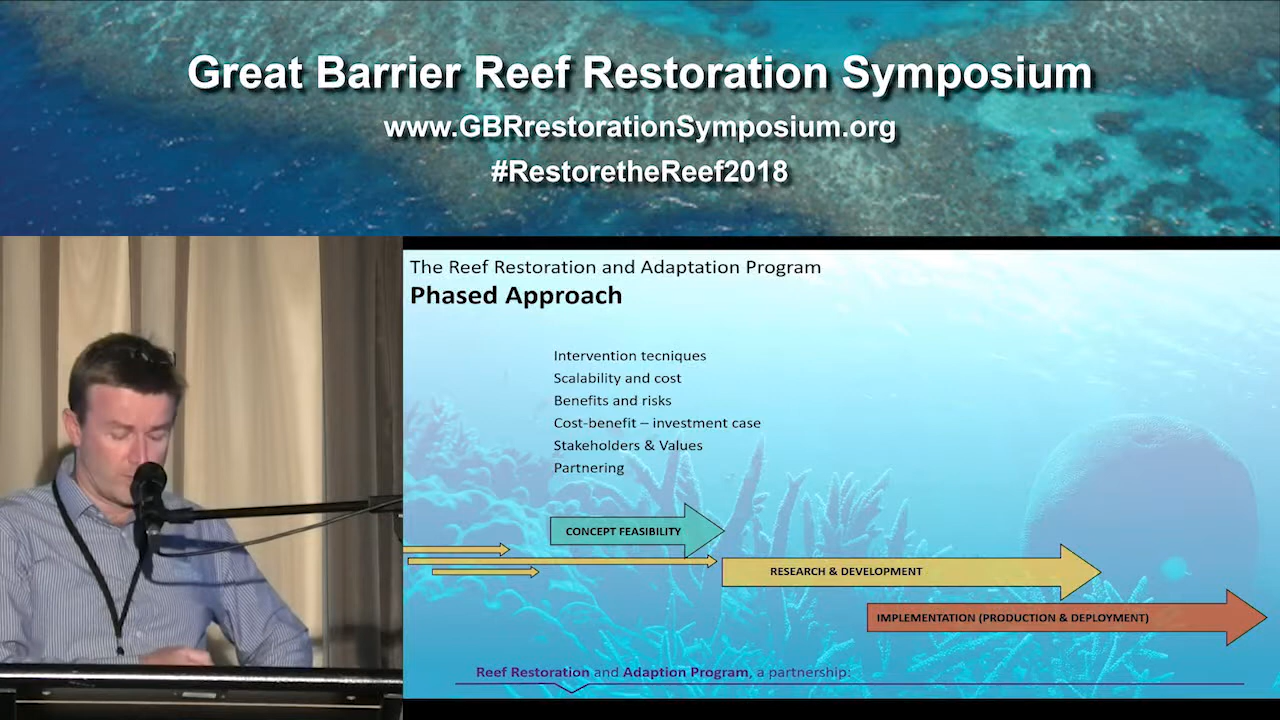 Great Barrier Reef Restoration Symposium
www.GBRrestorationSymposium.org
#RestoretheReef2018
The Reef Restoration and Adaptation Program
Phased Approach
Intervention tecniques
Scalability and cost
Benefits and risks
Cost-benefit – investment case
Stakeholders & Values
Partnering
CONCEPT FEASIBILITY
RESEARCH & DEVELOPMENT
IMPLEMENTATION (PRODUCTION & DEPLOYMENT)
Reef Restoration and Adaption Program, a partnership: